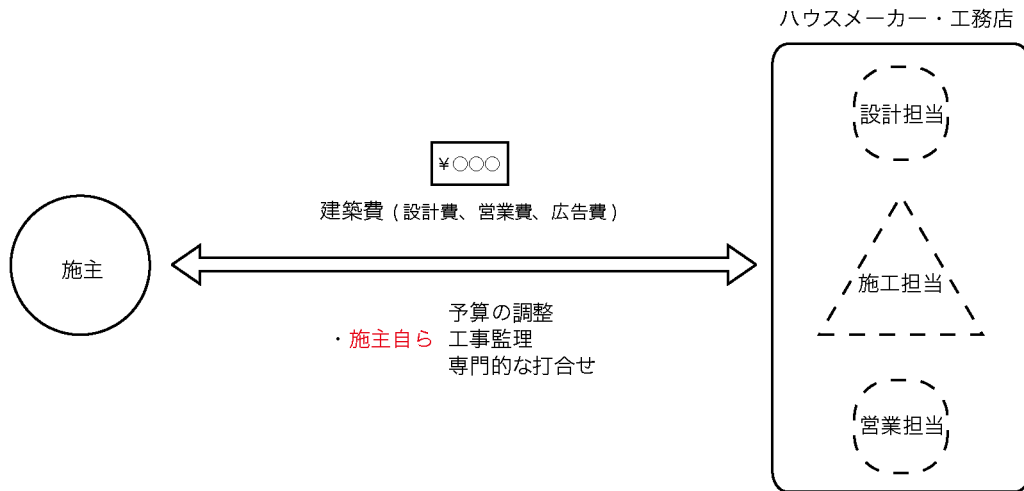 ハウスメーカー・工務店
設計担当
¥○○○
建築費 ( 設計費、営業費、広告費 )
施主
施工担当
予算の調整
・施主自ら 工事監理
専門的な打合せ
営業担当